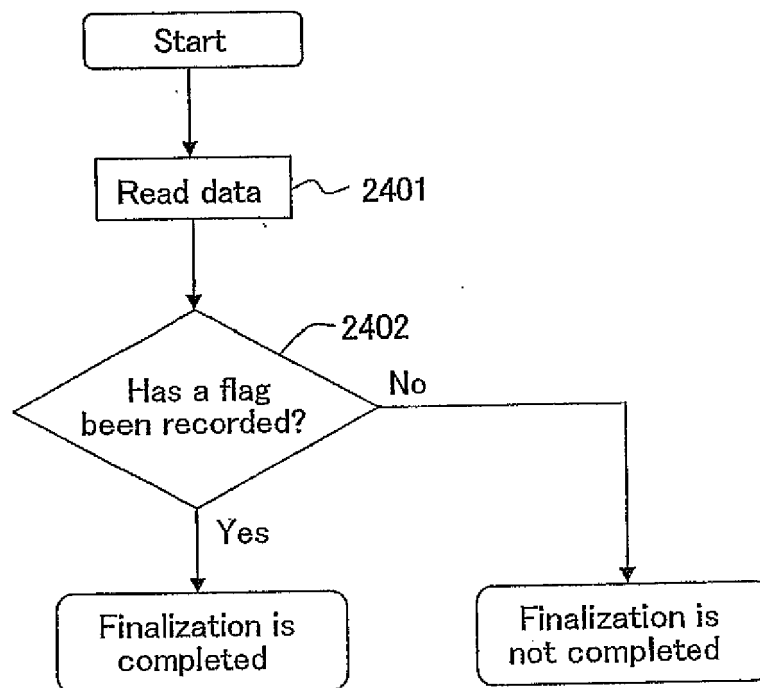 Start
Read data
2401
2402
Has a flag
been recorded?
No
Yes
Finalization is
completed
Finalization is
not completed